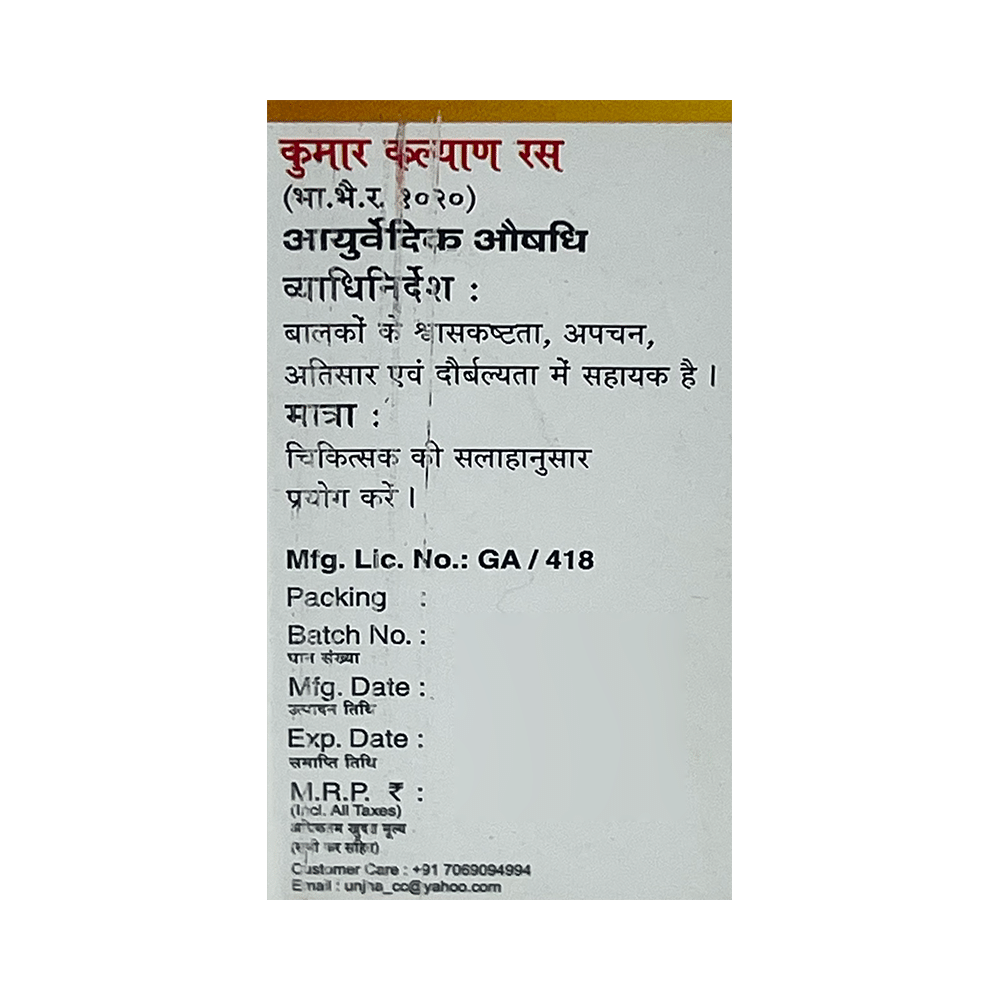 कुमार कल्याण रस
(भा.भै.र. १०२०)
आयुर्वेदिक औषधि
व्याधिनिर्देश :
बालकों के श्वासकष्टता, अपचन,
अतिसार एवं दौर्बल्यता में सहायक है ।
मात्रा :
चिकित्सक की सलाहानुसार
प्रयोग करें ।
Mfg. Lic. No.: GA / 418
Packing :
Batch No. :
घान संख्या
Mfg. Date :
उत्पादन तिथि
Exp. Date :
समाप्ति तिथि
M.R.P. ₹ :
(Incl. All Taxes)
अधिकतम खुदरा मूल्य
(सभी कर सहित)
Customer Care : +91 7069094994
Email : unjha_cc@yahoo.com